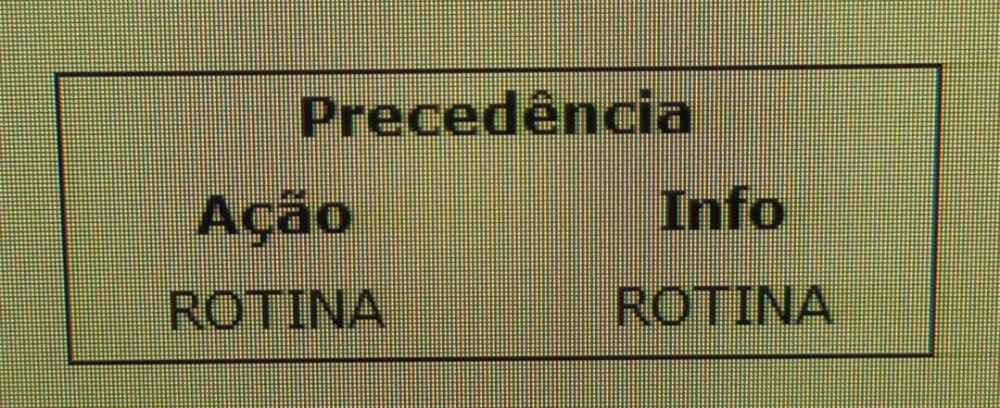 Precedência
Ação Info
ROTINA ROTINA